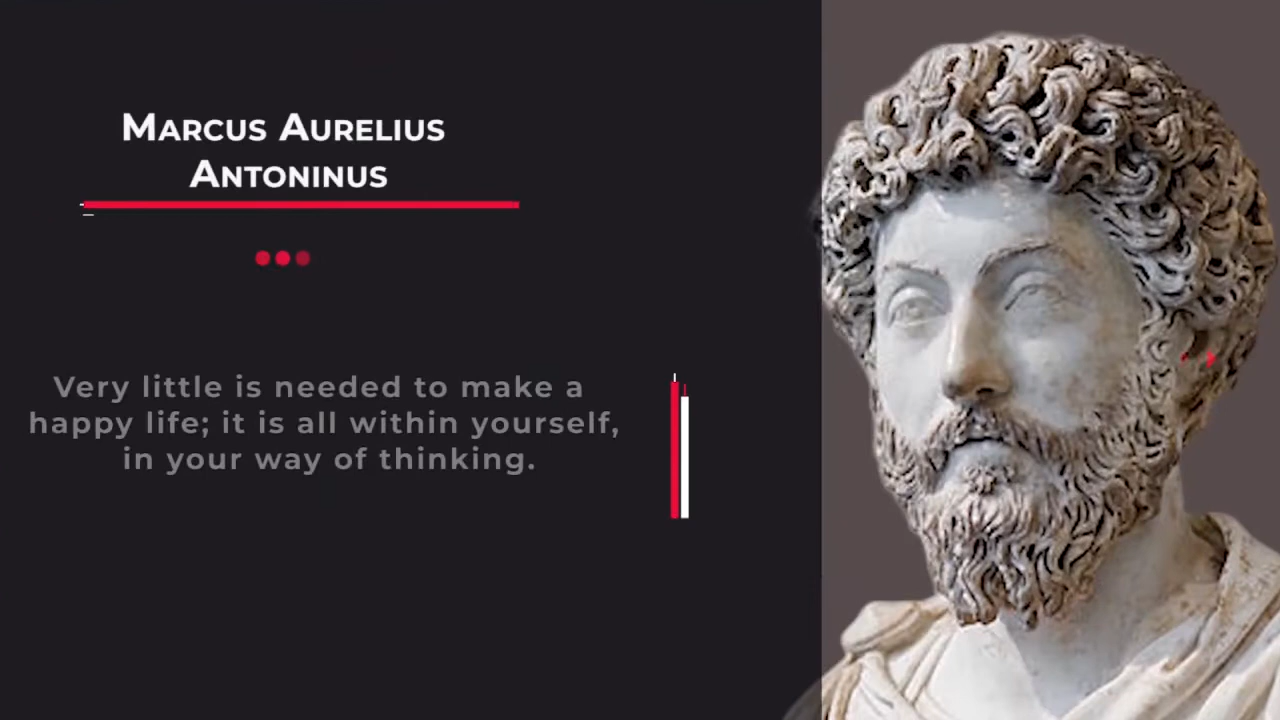 Marcus Aurelius
Antoninus
Very little is needed to make a
happy life; it is all within yourself,
in your way of thinking.